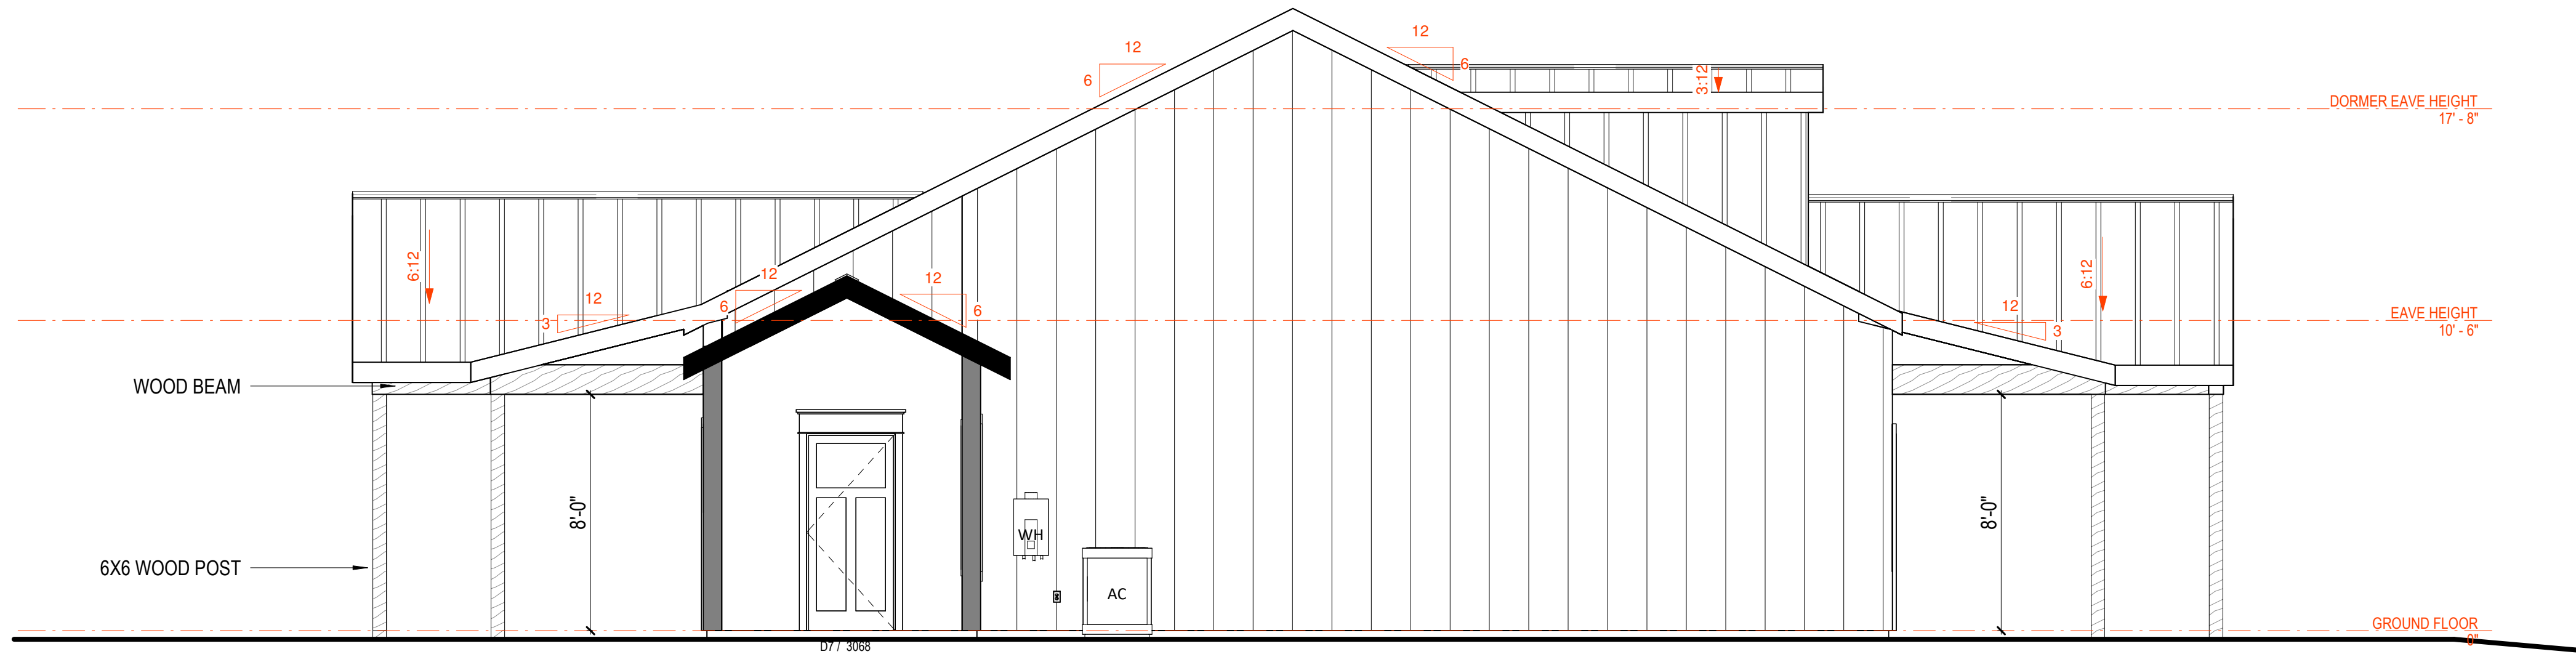 12
6
12
6
3:12
DORMER EAVE HEIGHT
17' - 8"
6:12
12
3
12
6
12
6
12
3
6:12
EAVE HEIGHT
10' - 6"
WOOD BEAM
8'-0"
8'-0"
6X6 WOOD POST
WH
AC
GROUND FLOOR
D7 / 3068